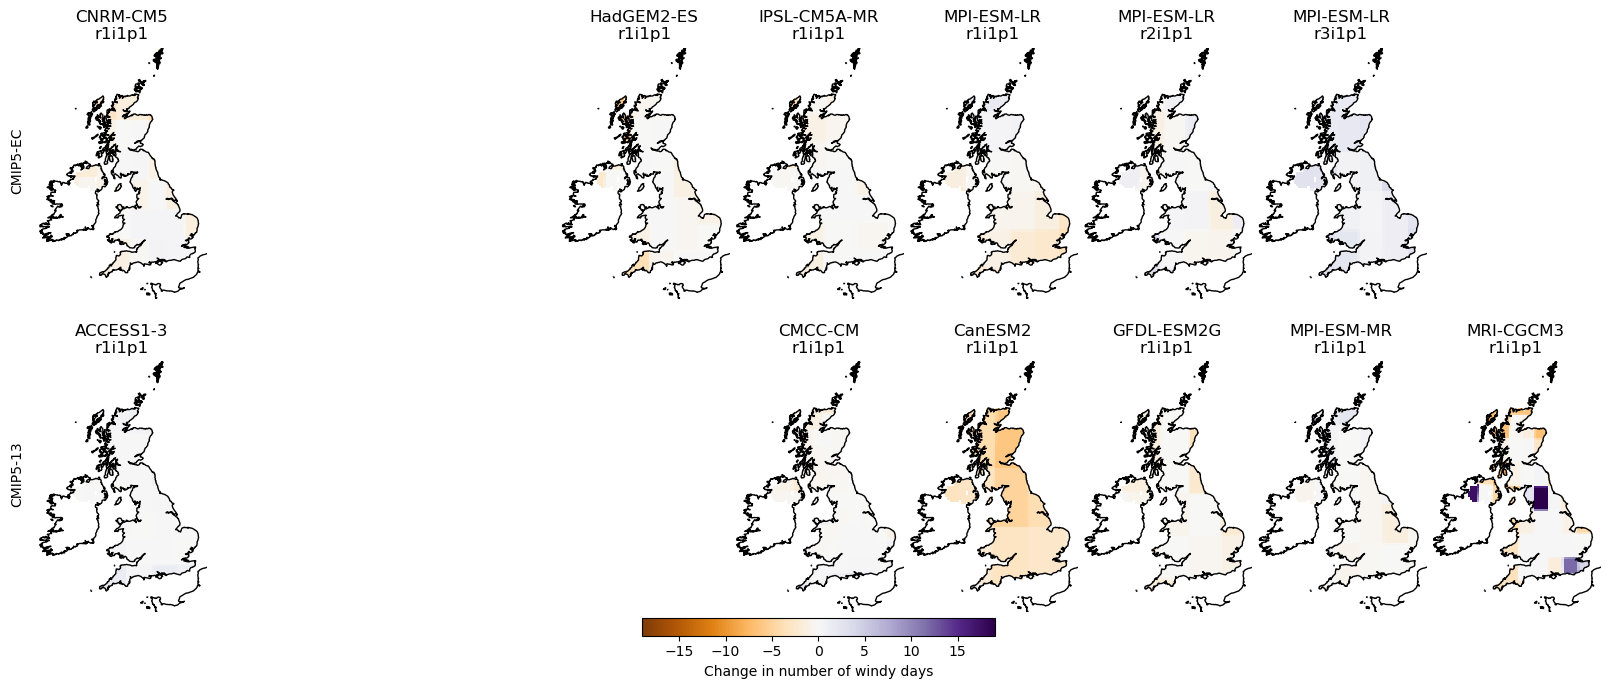 CNRM-CM5
r1i1p1
HadGEM2-ES
r1i1p1
IPSL-CM5A-MR
r1i1p1
MPI-ESM-LR
r1i1p1
MPI-ESM-LR
r2i1p1
MPI-ESM-LR
r3i1p1
CMIP5-EC
ACCESS1-3
r1i1p1
CMCC-CM
r1i1p1
CanESM2
r1i1p1
GFDL-ESM2G
r1i1p1
MPI-ESM-MR
r1i1p1
MRI-CGCM3
r1i1p1
CMIP5-13
−15 −10 −5 0 5 10 15
Change in number of windy days